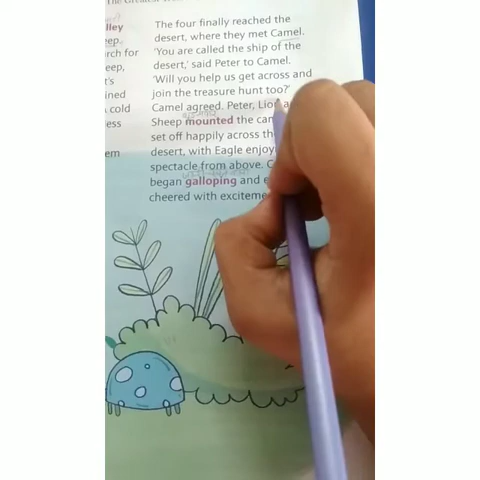 lley
eep
rch for
eep,
t's
ined
cold
ess
em
The four finally reached the
desert, where they met Camel.
'You are called the ship of the
desert,' said Peter to Camel.
'Will you help us get across and
join the treasure hunt too?'
Camel agreed. Peter, Lion a
Sheep mounted the cam
set off happily across th
desert, with Eagle enjoy
spectacle from above. C
began galloping and e
cheered with exciteme